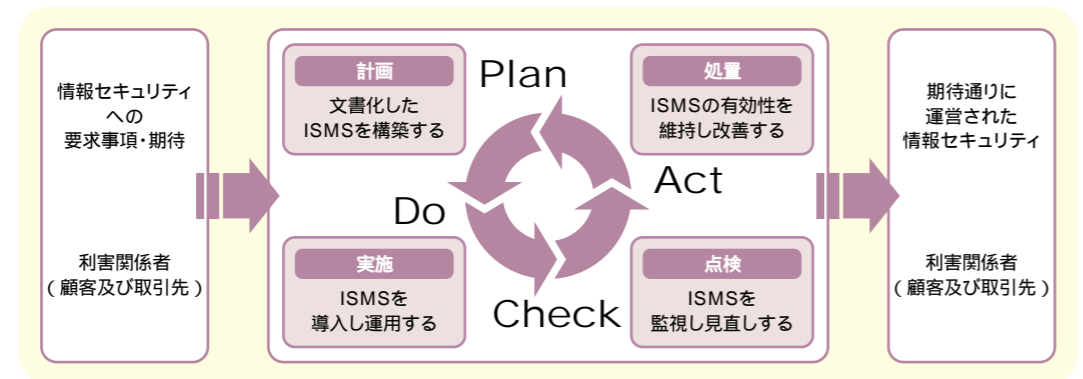 情報セキュリティ
への
要求事項・期待
利害関係者
(顧客及び取引先)
計画
文書化した
ISMSを構築する
Plan
処置
ISMSの有効性を
維持し改善する
Act
Do
実施
ISMSを
導入し運用する
Check
点検
ISMSを
監視し見直しする
期待通りに
運営された
情報セキュリティ
利害関係者
(顧客及び取引先)